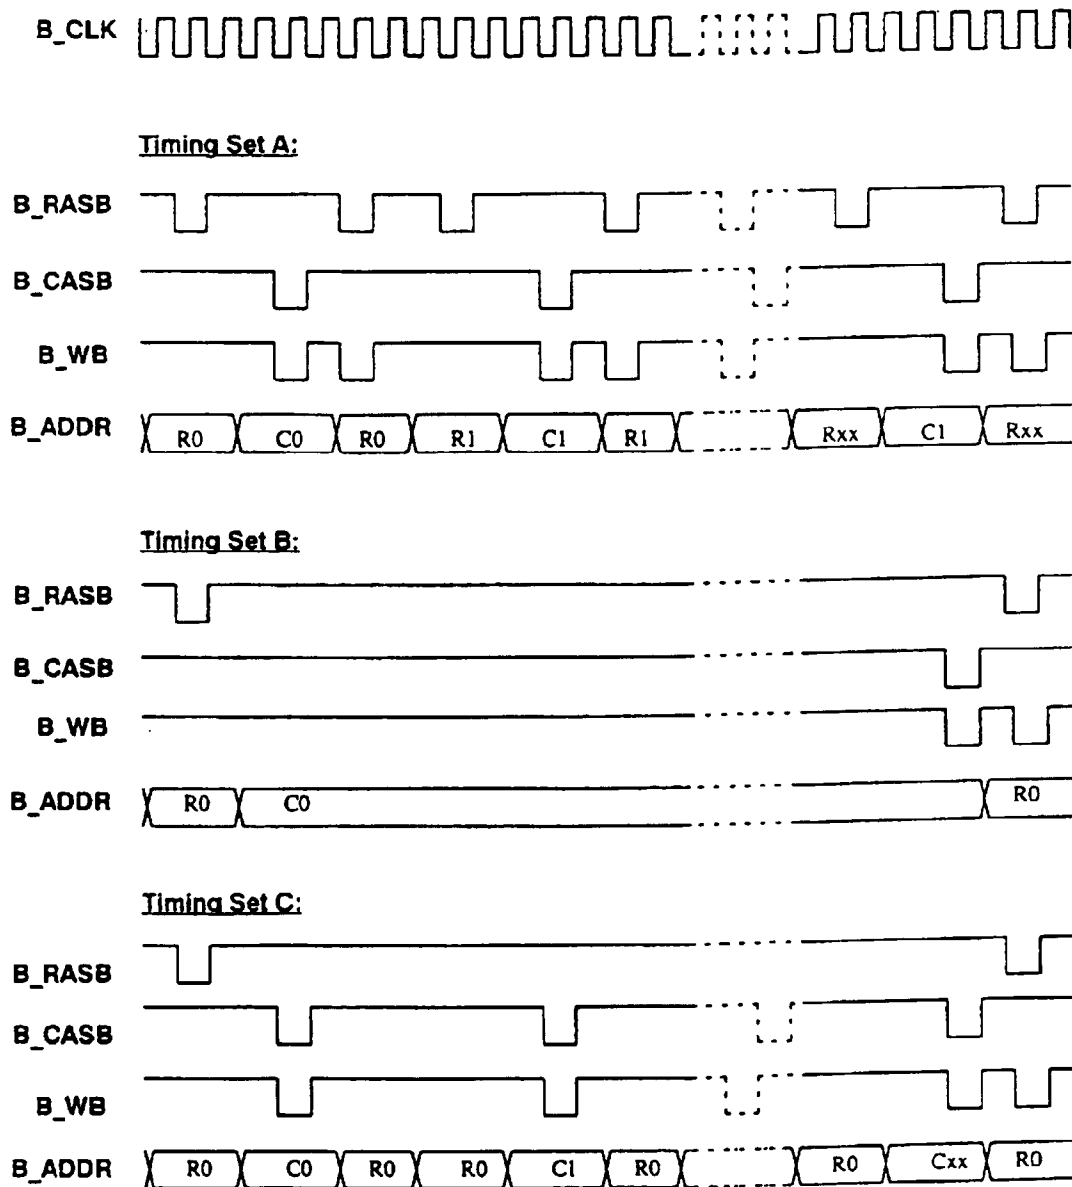 B_CLK
Timing Set A:
B_RASB
B_CASB
B_WB
B_ADDR R0 C0 R0 R1 C1 R1 Rxx C1 Rxx
Timing Set B:
B_RASB
B_CASB
B_WB
B_ADDR R0 C0 R0
Timing Set C:
B_RASB
B_CASB
B_WB
B_ADDR R0 C0 R0 R0 C1 R0 R0 Cxx R0